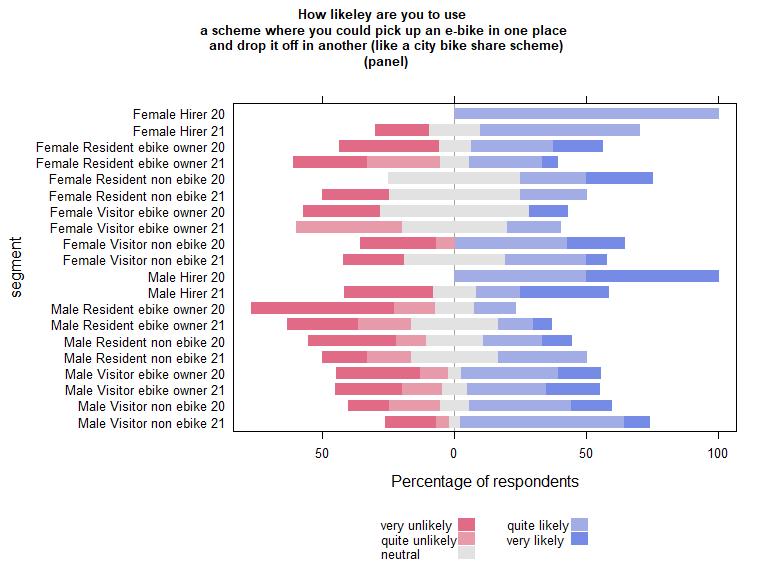 How likeley are you to use
a scheme where you could pick up an e-bike in one place
and drop it off in another (like a city bike share scheme)
(panel)
segment
Female Hirer 20
Female Hirer 21
Female Resident ebike owner 20
Female Resident ebike owner 21
Female Resident non ebike 20
Female Resident non ebike 21
Female Visitor ebike owner 20
Female Visitor ebike owner 21
Female Visitor non ebike 20
Female Visitor non ebike 21
Male Hirer 20
Male Hirer 21
Male Resident ebike owner 20
Male Resident ebike owner 21
Male Resident non ebike 20
Male Resident non ebike 21
Male Visitor ebike owner 20
Male Visitor ebike owner 21
Male Visitor non ebike 20
Male Visitor non ebike 21
50 0 50 100
Percentage of respondents
very unlikely quite likely
quite unlikely very likely
neutral